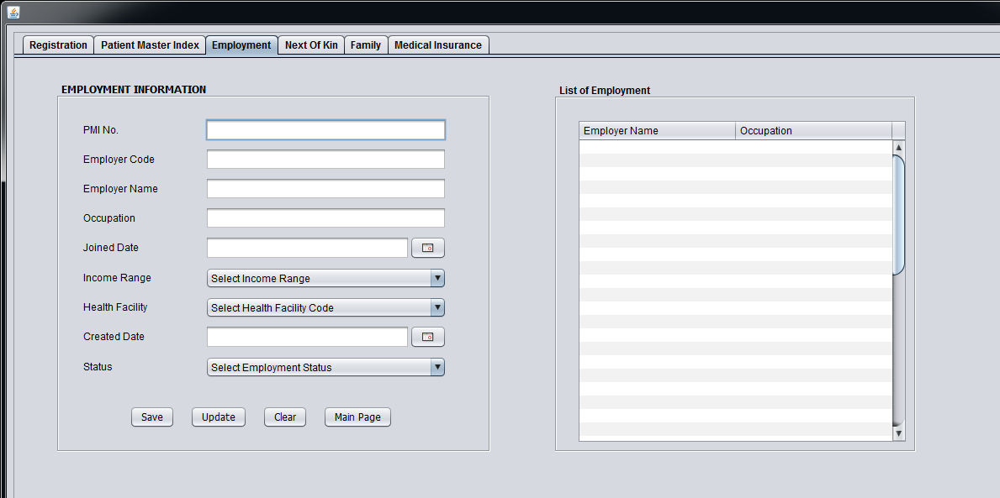 Registration Patient Master Index Employment Next Of Kin Family Medical Insurance
EMPLOYMENT INFORMATION
PMI No.
Employer Code
Employer Name
Occupation
Joined Date
Income Range Select Income Range
Health Facility Select Health Facility Code
Created Date
Status Select Employment Status
Save Update Clear Main Page
List of Employment
Employer Name Occupation